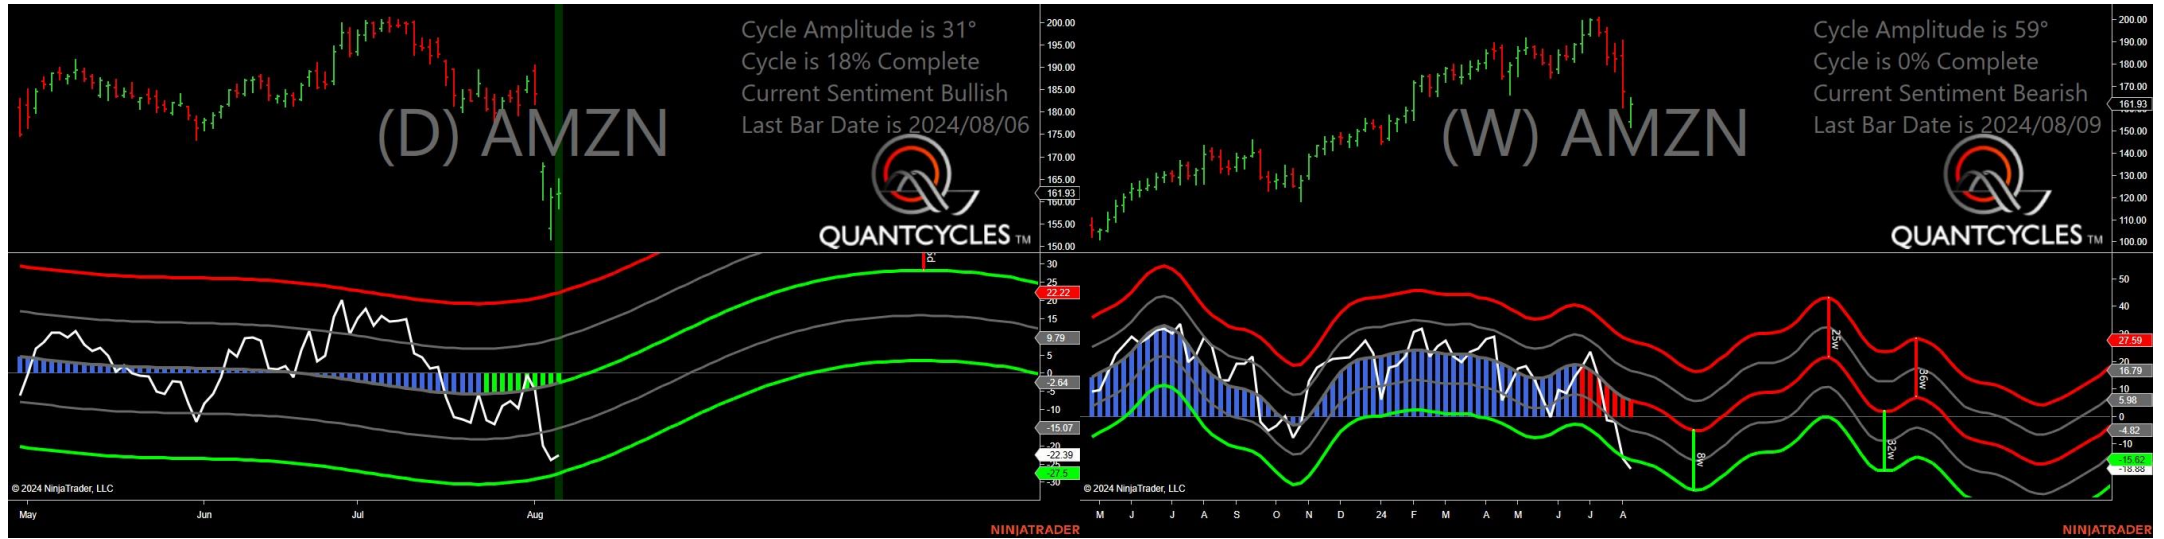 Cycle Amplitude is 31°
Cycle is 18% Complete
Current Sentiment Bullish
Last Bar Date is 2024/08/06
(D) AMZN
QUANTCYCLES TM
200.00
195.00
190.00
185.00
180.00
175.00
170.00
165.00
161.93
160.00
155.00
150.00
30
25
22.22
20
15
9.79
5
0
-2.64
-5
-10
-15.07
-20
-22.39
-27.5
-30
© 2024 NinjaTrader, LLC
May Jun Jul Aug
NINJATRADER
Cycle Amplitude is 59°
Cycle is 0% Complete
Current Sentiment Bearish
Last Bar Date is 2024/08/09
(W) AMZN
QUANTCYCLES TM
200.00
190.00
180.00
170.00
161.93
150.00
140.00
130.00
120.00
110.00
100.00
50
40
27.59
20
16.79
10
5.98
0
-4.82
-10
-15.62
-18.88
25w
36w
8w
32w
© 2024 NinjaTrader, LLC
M J J A S O N D 24 F M A M J J A
NINJATRADER